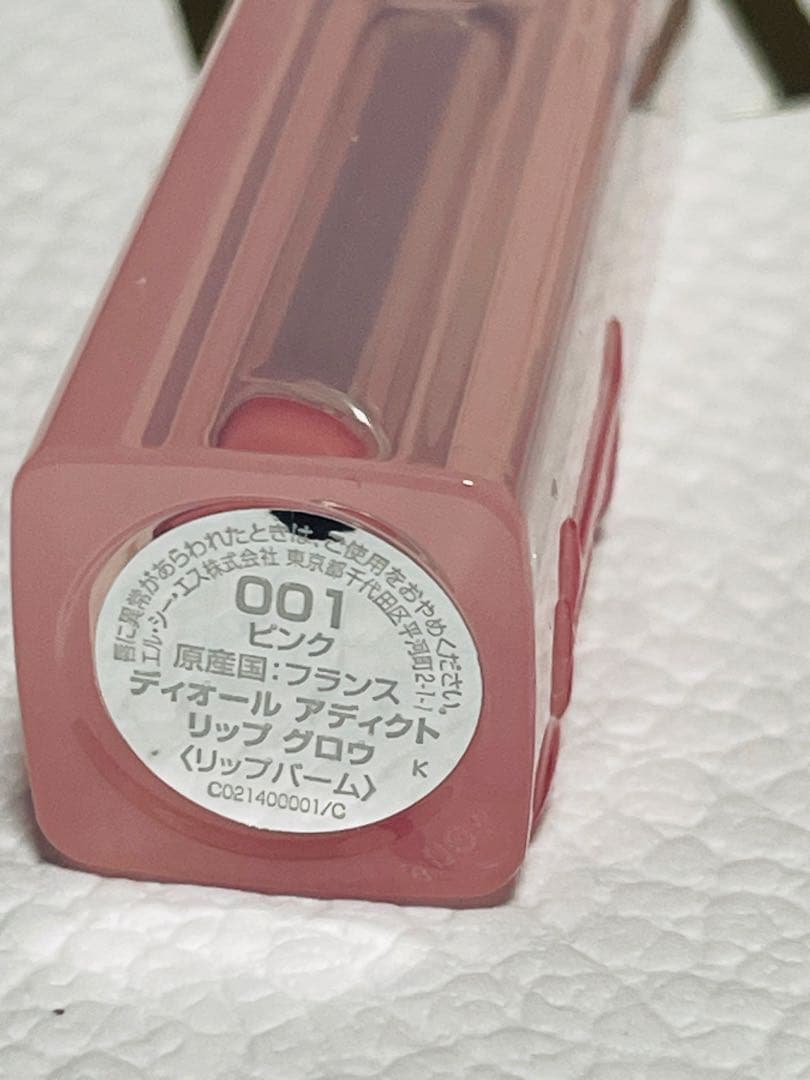 唇に異常があらわれたときは、ご使用をおやめください。
エル・シー・エス株式会社 東京都千代田区平河町2-1-1
001
ピンク
原産国:フランス
ディオール アディクト
リップ グロウ
K
〈リップバーム〉
C021400001/C